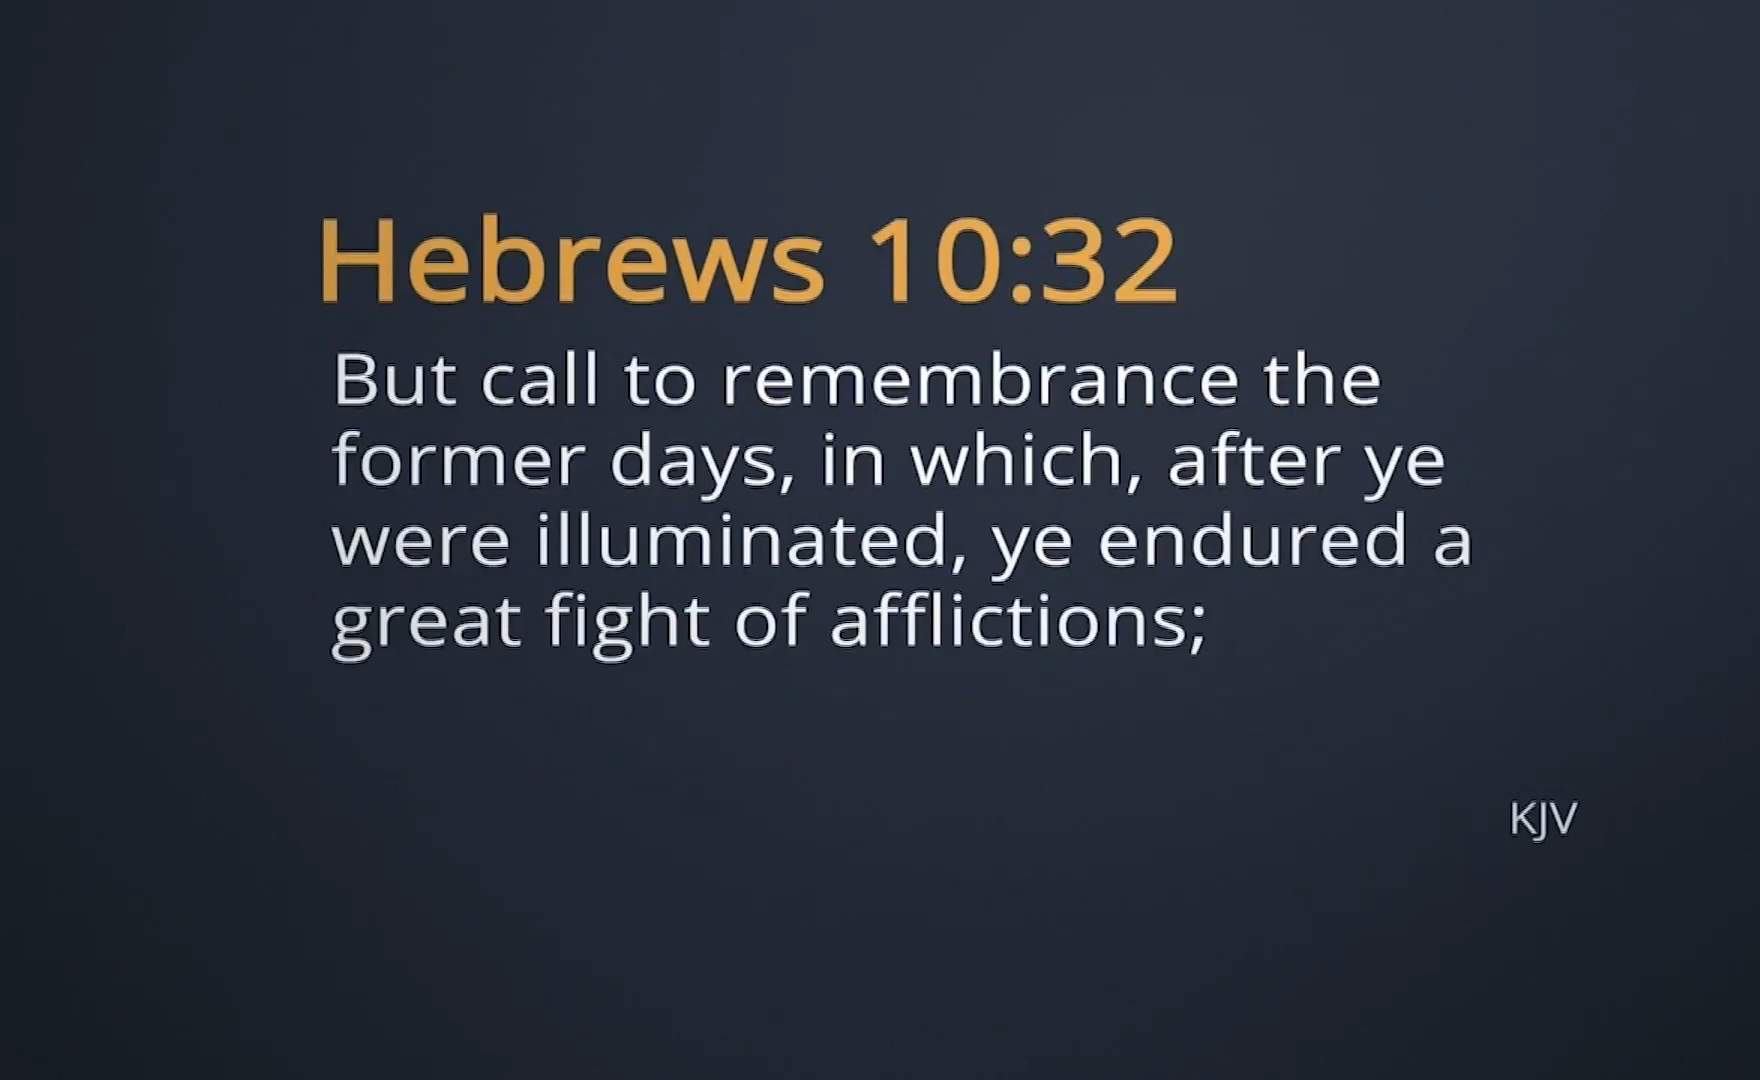 Hebrews 10:32
But call to remembrance the
former days, in which, after ye
were illuminated, ye endured a
great fight of afflictions;
KJV